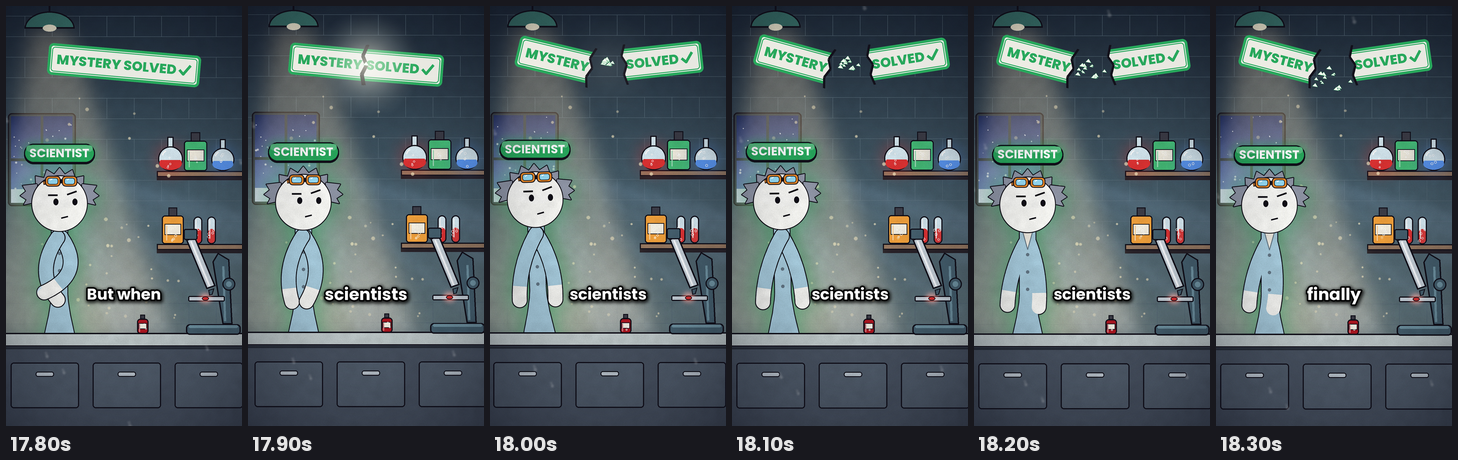 MYSTERY SOLVED ✓
SCIENTIST
But when
17.80s
MYSTERY SOLVED ✓
SCIENTIST
scientists
17.90s
MYSTERY SOLVED ✓
SCIENTIST
scientists
18.00s
MYSTERY SOLVED ✓
SCIENTIST
scientists
18.10s
MYSTERY SOLVED ✓
SCIENTIST
scientists
18.20s
MYSTERY SOLVED ✓
SCIENTIST
finally
18.30s